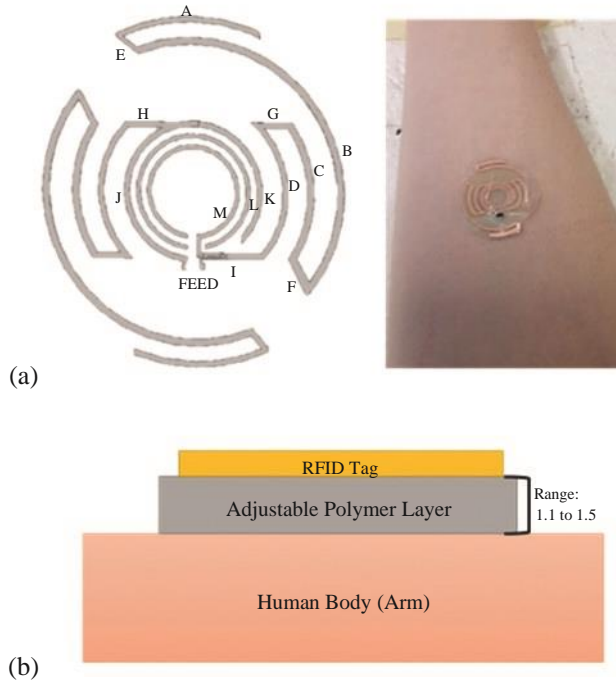 A
E
H
G
B
C
D
J
K
L
M
I
F
FEED
(a)
RFID Tag
Range:
Adjustable Polymer Layer
1.1 to 1.5
Human Body (Arm)
(b)